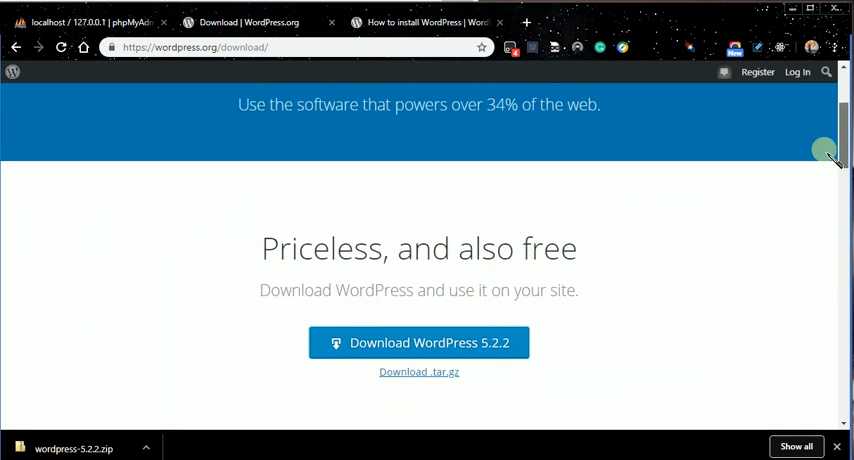 localhost / 127.0.0.1 | phpMyAdm
Download | WordPress.org
How to install WordPress | Word
https://wordpress.org/download/
4
New
Register
Log In
Use the software that powers over 34% of the web.
Priceless, and also free
Download WordPress and use it on your site.
Download WordPress 5.2.2
Download .tar.gz
wordpress-5.2.2.zip
Show all